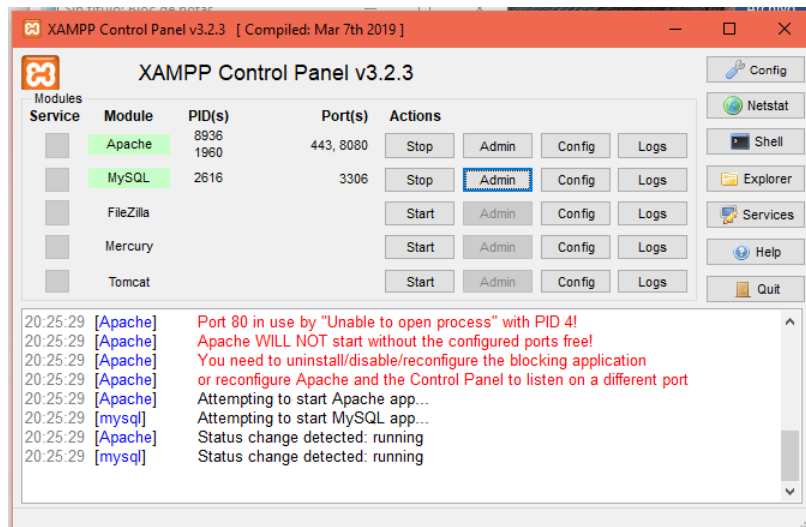 Sin título: Bloc de notas
Archivo
XAMPP Control Panel v3.2.3 [ Compiled: Mar 7th 2019 ]
XAMPP Control Panel v3.2.3
Config
Modules
Service Module PID(s) Port(s) Actions
Netstat
Apache 8936 1960 443, 8080 Stop Admin Config Logs
Shell
MySQL 2616 3306 Stop Admin Config Logs
Explorer
FileZilla Start Admin Config Logs
Services
Mercury Start Admin Config Logs
Help
Tomcat Start Admin Config Logs
Quit
20:25:29 [Apache] Port 80 in use by "Unable to open process" with PID 4!
20:25:29 [Apache] Apache WILL NOT start without the configured ports free!
20:25:29 [Apache] You need to uninstall/disable/reconfigure the blocking application
20:25:29 [Apache] or reconfigure Apache and the Control Panel to listen on a different port
20:25:29 [Apache] Attempting to start Apache app...
20:25:29 [mysql] Attempting to start MySQL app...
20:25:29 [Apache] Status change detected: running
20:25:29 [mysql] Status change detected: running